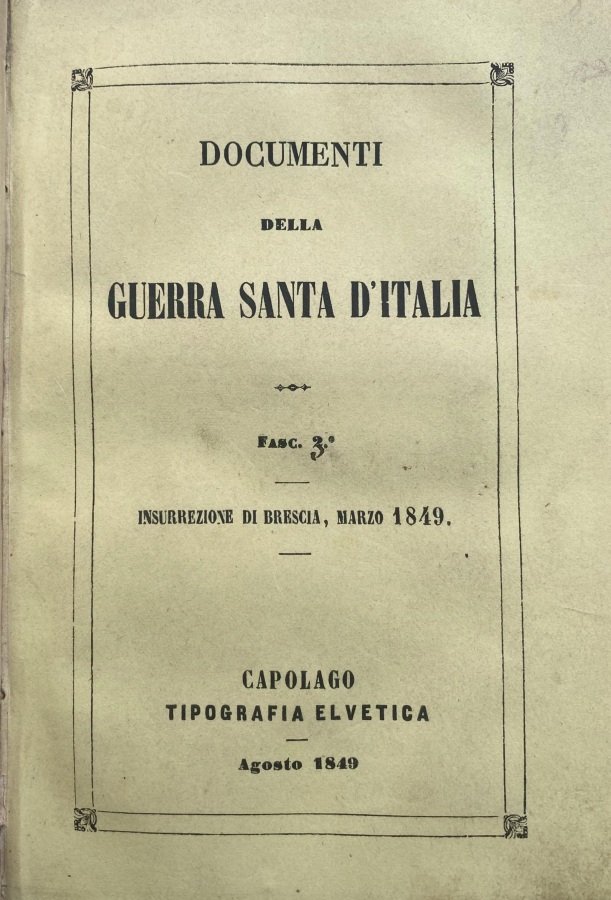 DOCUMENTI
DELLA
GUERRA SANTA D'ITALIA
FASC. 3.º
INSURREZIONE DI BRESCIA, MARZO 1849.
CAPOLAGO
TIPOGRAFIA ELVETICA
Agosto 1849